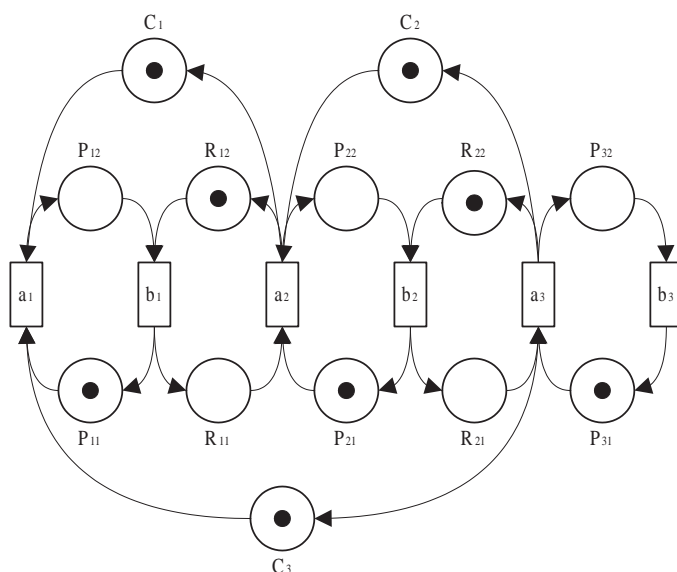 C1 C2
P12 R12 P22 R22 P32
a1 b1 a2 b2 a3 b3
P11 R11 P21 R21 P31
C3